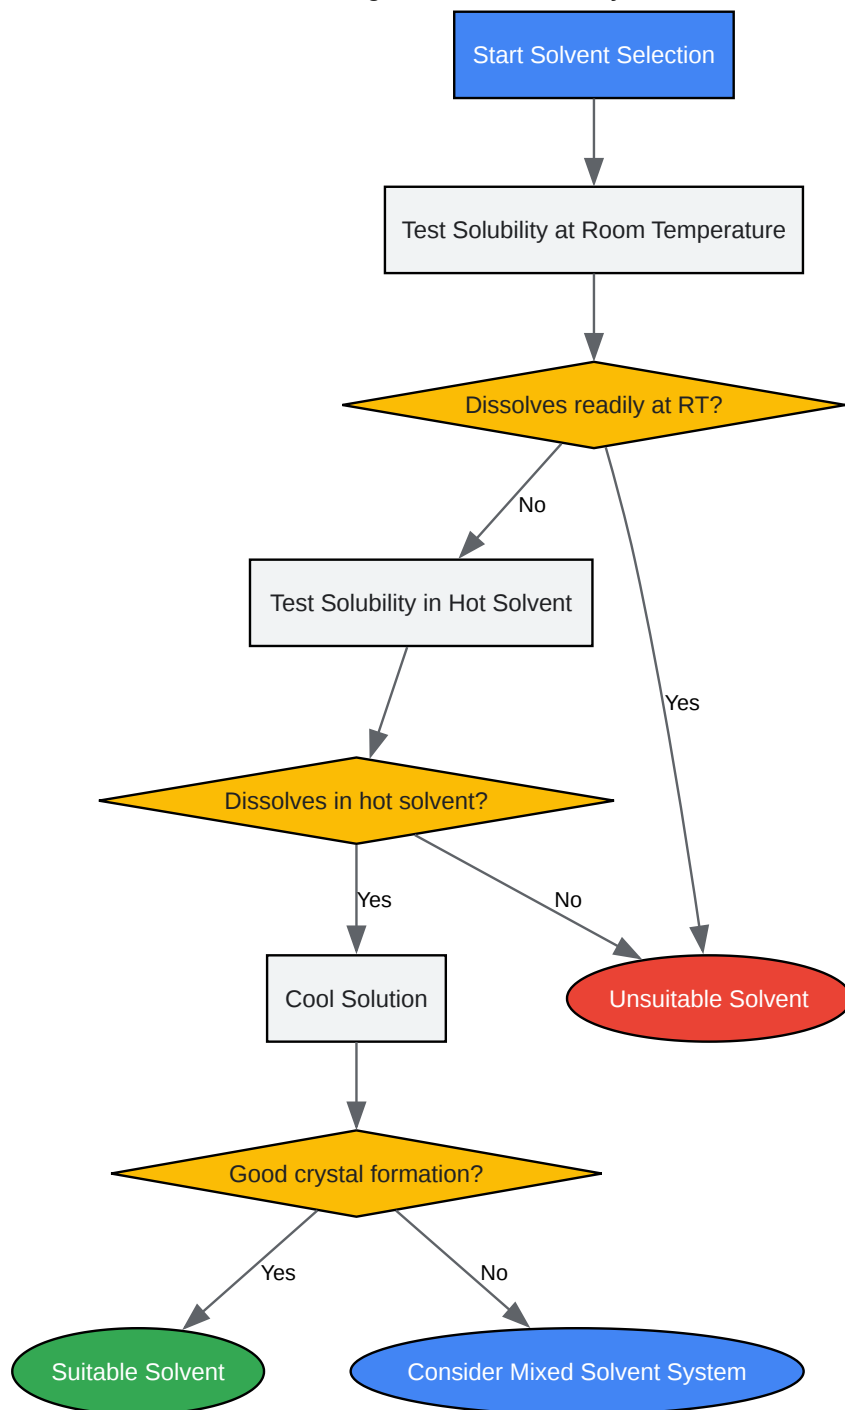 Start Solvent Selection
Test Solubility at Room Temperature
Dissolves readily at RT?
No
Test Solubility in Hot Solvent
Yes
Dissolves in hot solvent?
Yes
No
Cool Solution
Unsuitable Solvent
Good crystal formation?
Yes
No
Suitable Solvent
Consider Mixed Solvent System